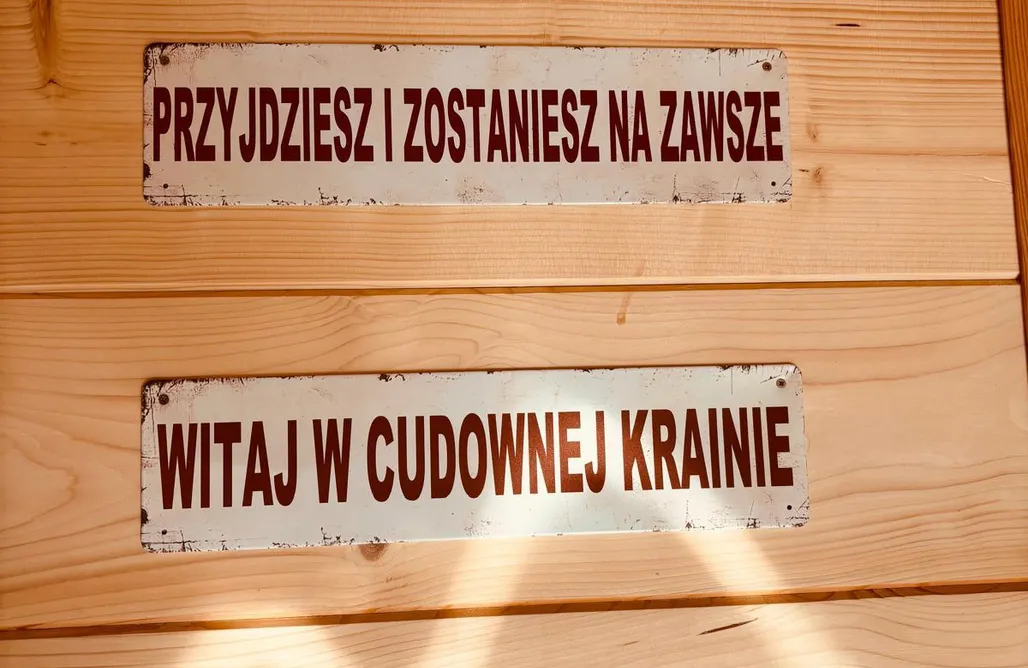 PRZYJDZIESZ I ZOSTANIESZ NA ZAWSZE
WITAJ W CUDOWNEJ KRAINIE